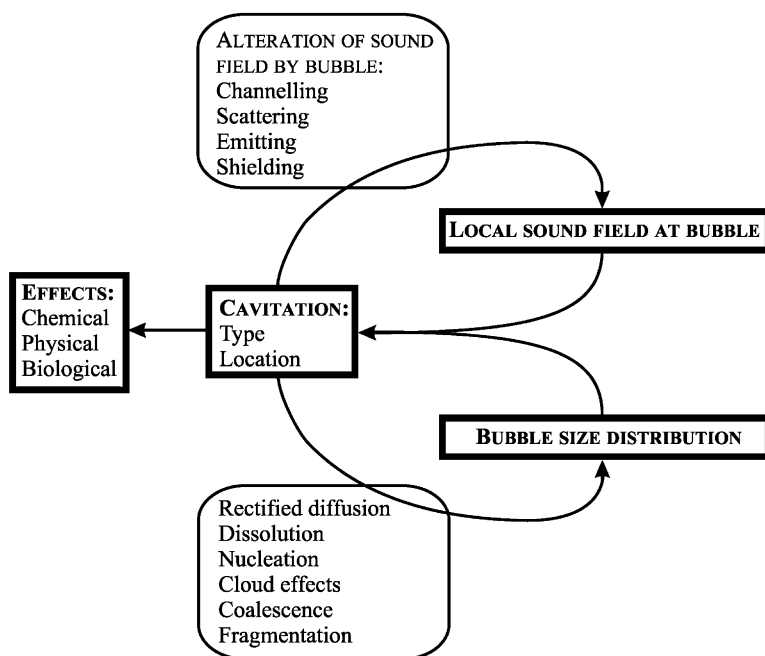 ALTERATION OF SOUND
FIELD BY BUBBLE:
Channelling
Scattering
Emitting
Shielding
LOCAL SOUND FIELD AT BUBBLE
EFFECTS:
Chemical
Physical
Biological
CAVITATION:
Type
Location
BUBBLE SIZE DISTRIBUTION
Rectified diffusion
Dissolution
Nucleation
Cloud effects
Coalescence
Fragmentation